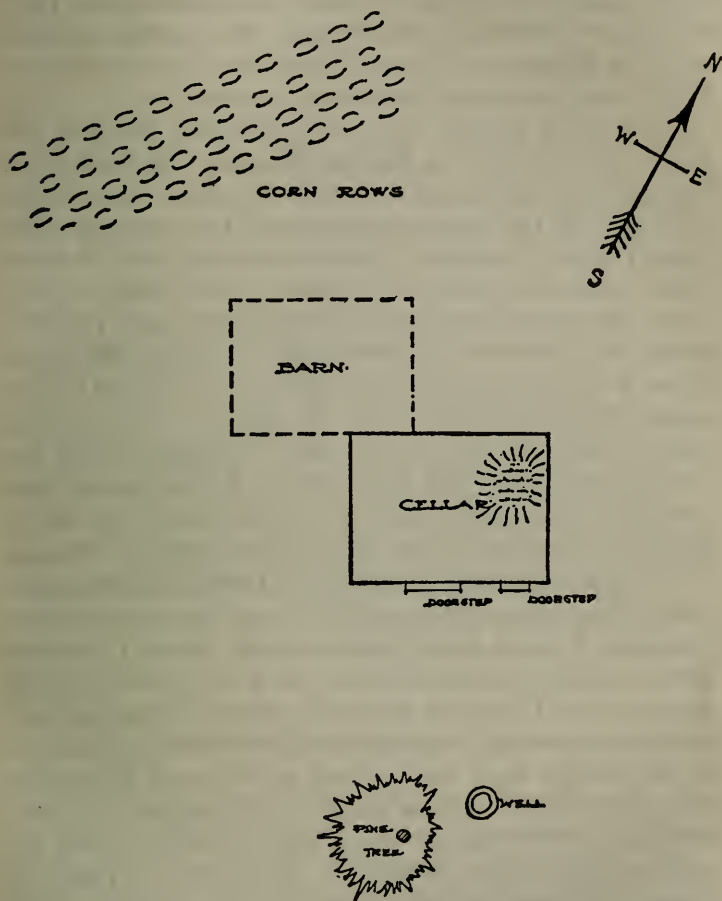 N
W
E
S
CORN ROWS
BARN.
CELLAR
DOORSTEP DOORSTEP
WELL
PINE
TREE